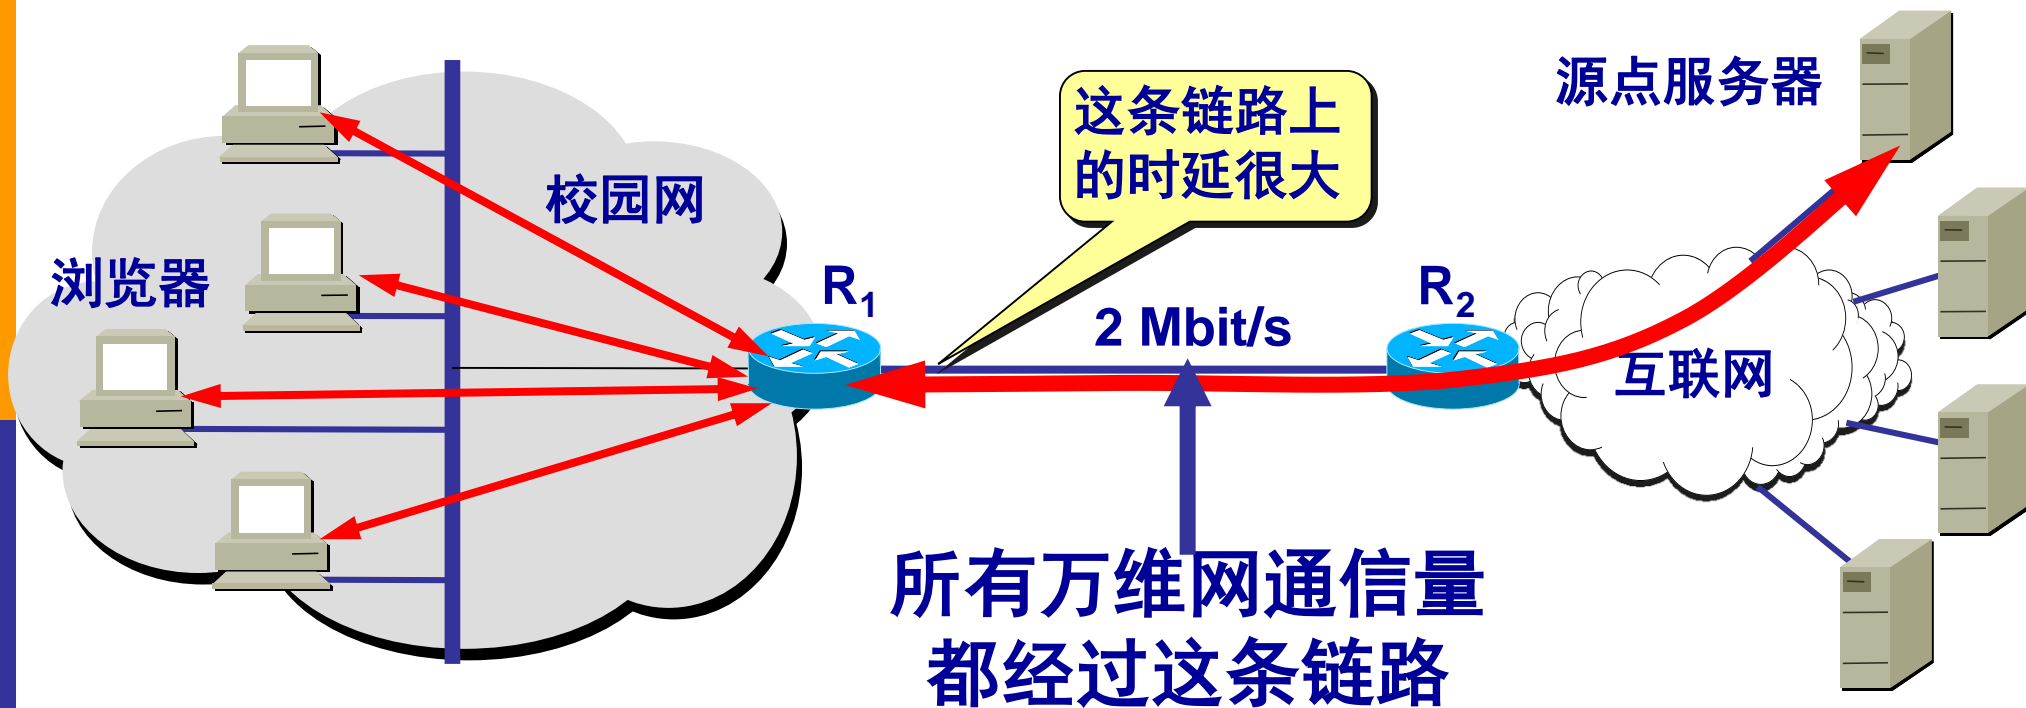 源点服务器
这条链路上
的时延很大
校园网
浏览器
R1
2 Mbit/s
R2
互联网
所有万维网通信量
都经过这条链路